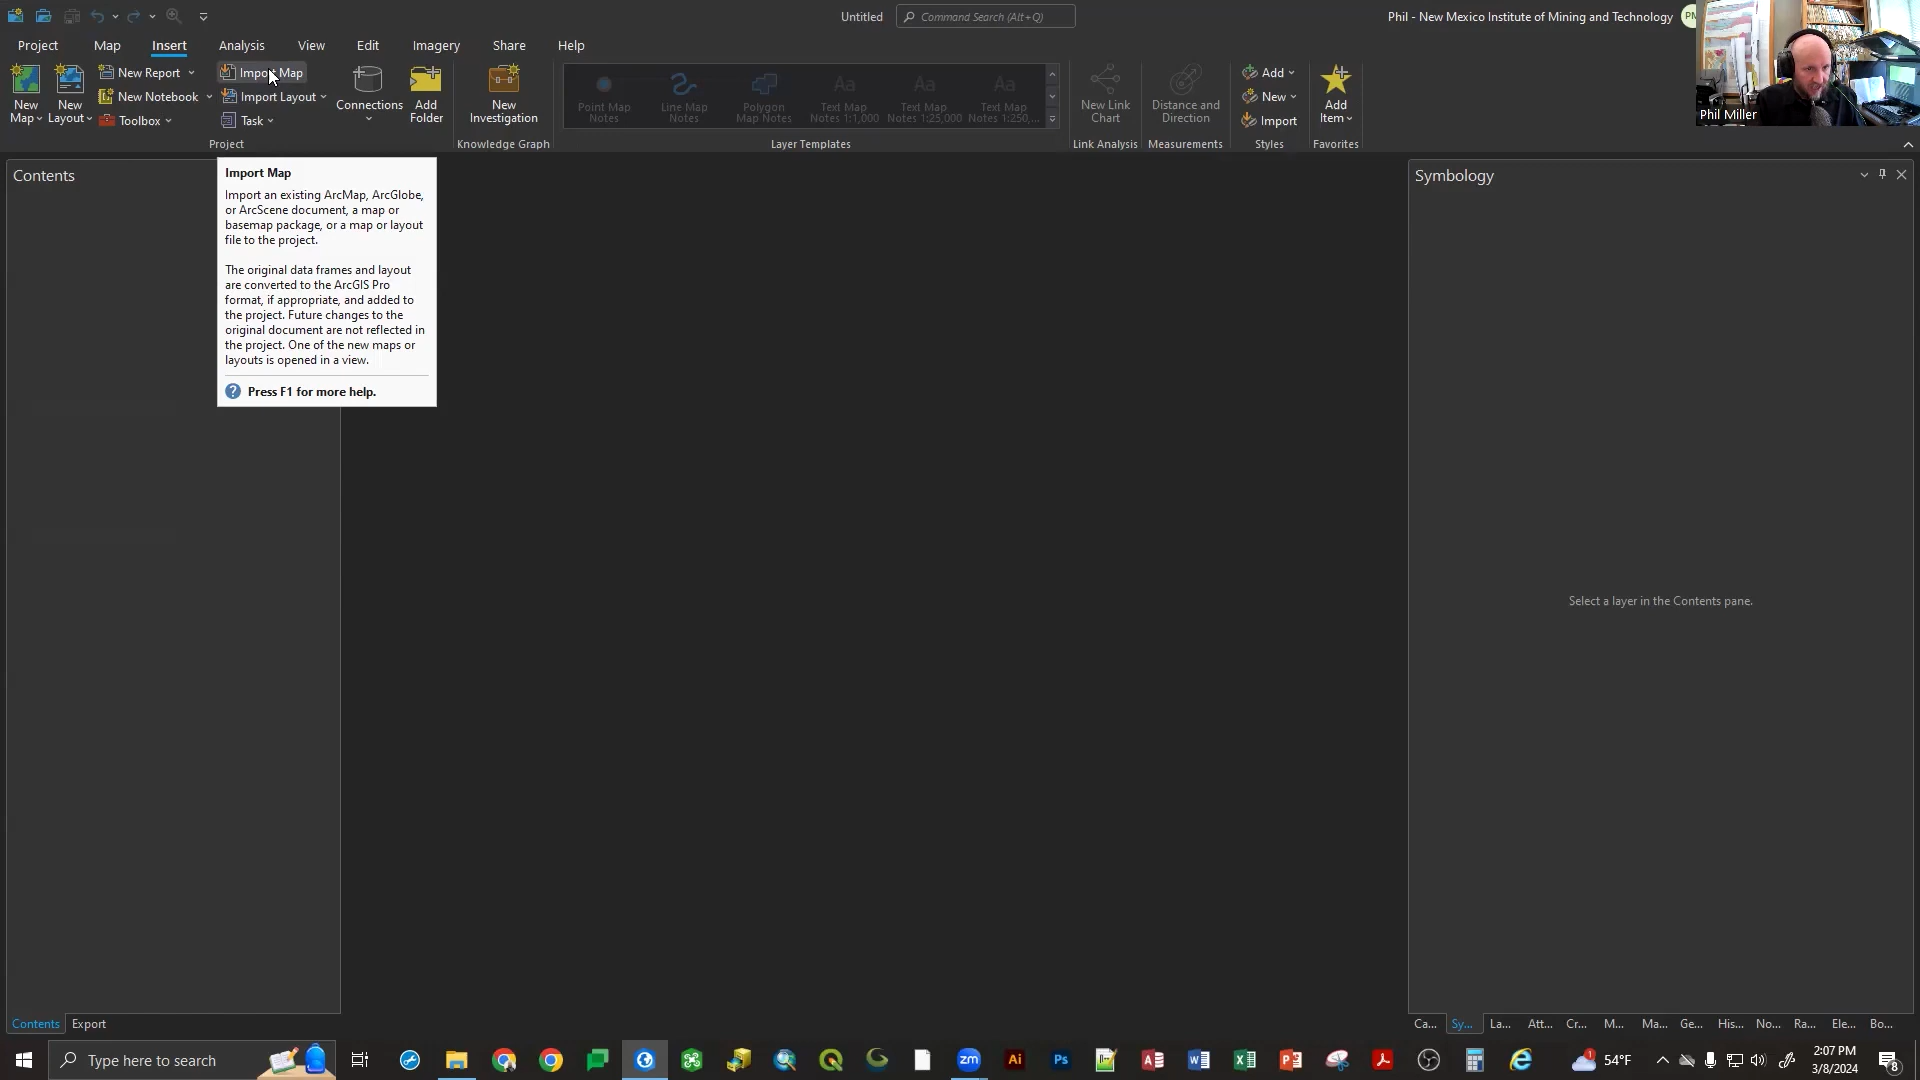 Untitled
Command Search (Alt+Q)
Phil - New Mexico Institute of Mining and Technology
Project
Map
Insert
Analysis
View
Edit
Imagery
Share
Help
New Map
New Layout
New Report
New Notebook
Toolbox
Import Map
Import Layout
Task
Connections
Add Folder
New Investigation
Point Map Notes
Line Map Notes
Polygon Map Notes
Aa
Text Map Notes 1:1,000
Aa
Text Map Notes 1:25,000
Aa
Text Map Notes 1:250,...
New Link Chart
Distance and Direction
Add
New
Import
Add Item
Phil Miller
Project
Knowledge Graph
Layer Templates
Link Analysis
Measurements
Styles
Favorites
Contents
Import Map
Import an existing ArcMap, ArcGlobe,
or ArcScene document, a map or
basemap package, or a map or layout
file to the project.
The original data frames and layout
are converted to the ArcGIS Pro
format, if appropriate, and added to
the project. Future changes to the
original document are not reflected in
the project. One of the new maps or
layouts is opened in a view.
? Press F1 for more help.
Symbology
Select a layer in the Contents pane.
Contents
Export
Ca...
Sy...
La...
Att...
Cr...
M...
Ma...
Ge...
His...
No...
Ra...
Ele...
Bo...
Type here to search
zm
Ai
Ps
1
54°F
2:07 PM
3/8/2024
8